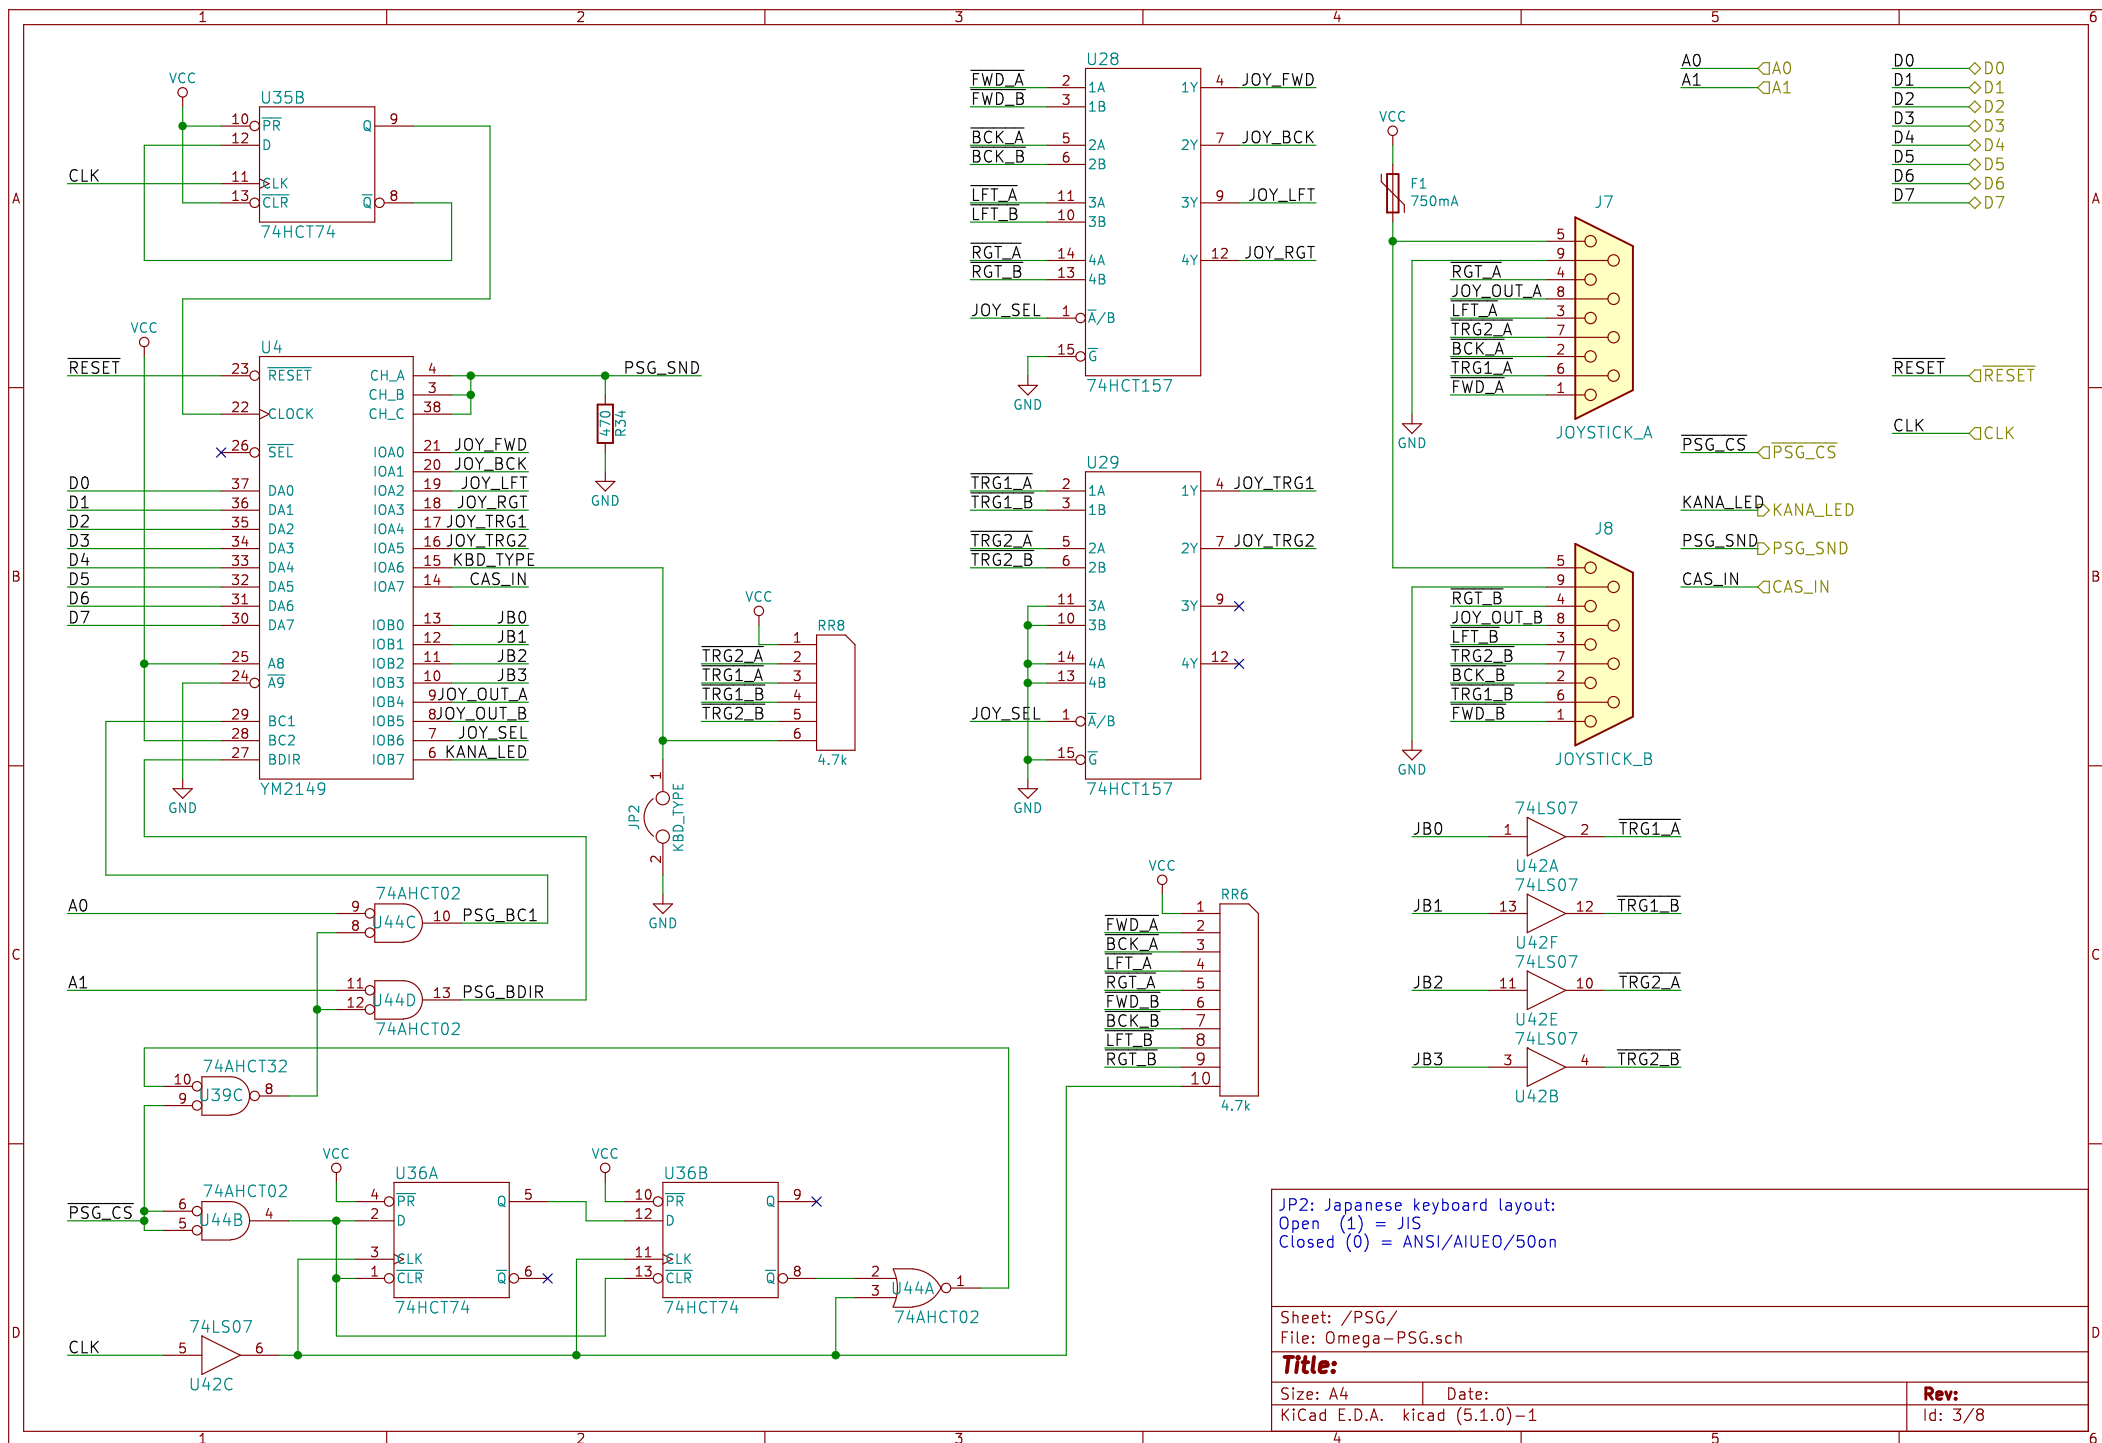 1 2 3 4 5 6
A
B
C
D
VCC
U35B
10 PR
12 D
CLK 11 CLK
13 CLR
Q 9
Q 8
74HCT74
VCC
U4
RESET 23 RESET
22 CLOCK
26 SEL
D0 37 DA0
D1 36 DA1
D2 35 DA2
D3 34 DA3
D4 33 DA4
D5 32 DA5
D6 31 DA6
D7 30 DA7
25 A8
24 A9
29 BC1
28 BC2
27 BDIR
CH_A 4 PSG_SND
CH_B 3
CH_C 38
IOA0 21 JOY_FWD
IOA1 20 JOY_BCK
IOA2 19 JOY_LFT
IOA3 18 JOY_RGT
IOA4 17 JOY_TRG1
IOA5 16 JOY_TRG2
IOA6 15 KBD_TYPE
IOA7 14 CAS_IN
IOB0 13 JB0
IOB1 12 JB1
IOB2 11 JB2
IOB3 10 JB3
IOB4 9 JOY_OUT_A
IOB5 8 JOY_OUT_B
IOB6 7 JOY_SEL
IOB7 6 KANA_LED
YM2149
GND
470
R34
GND
VCC
RR8
1
TRG2_A 2
TRG1_A 3
TRG1_B 4
TRG2_B 5
6
4.7k
1
JP2
KBD_TYPE
2
GND
A0 9
8
74AHCT02
U44C
10 PSG_BC1
A1 11
12
U44D
13 PSG_BDIR
74AHCT02
74AHCT32
10
9
U39C
8
74AHCT02
PSG_CS 6
5
U44B
4
VCC
U36A
4 PR
2 D
3 CLK
1 CLR
Q 5
Q 6
74HCT74
VCC
U36B
10 PR
12 D
11 CLK
13 CLR
Q 9
Q 8
74HCT74
2
3
U44A
1
74AHCT02
74LS07
CLK 5 6
U42C
U28
FWD_A 2 1A
FWD_B 3 1B
BCK_A 5 2A
BCK_B 6 2B
LFT_A 11 3A
LFT_B 10 3B
RGT_A 14 4A
RGT_B 13 4B
JOY_SEL 1 A/B
15 G
1Y 4 JOY_FWD
2Y 7 JOY_BCK
3Y 9 JOY_LFT
4Y 12 JOY_RGT
74HCT157
GND
U29
TRG1_A 2 1A
TRG1_B 3 1B
TRG2_A 5 2A
TRG2_B 6 2B
11 3A
10 3B
14 4A
13 4B
JOY_SEL 1 A/B
15 G
1Y 4 JOY_TRG1
2Y 7 JOY_TRG2
3Y 9
4Y 12
74HCT157
GND
VCC
RR6
1
FWD_A 2
BCK_A 3
LFT_A 4
RGT_A 5
FWD_B 6
BCK_B 7
LFT_B 8
RGT_B 9
10
4.7k
VCC
F1
750mA
J7
5
9
RGT_A 4
JOY_OUT_A 8
LFT_A 3
TRG2_A 7
BCK_A 2
TRG1_A 6
FWD_A 1
GND
JOYSTICK_A
J8
5
9
RGT_B 4
JOY_OUT_B 8
LFT_B 3
TRG2_B 7
BCK_B 2
TRG1_B 6
FWD_B 1
GND
JOYSTICK_B
74LS07
JB0 1 2 TRG1_A
U42A
74LS07
JB1 13 12 TRG1_B
U42F
74LS07
JB2 11 10 TRG2_A
U42E
74LS07
JB3 3 4 TRG2_B
U42B
A0 A0
A1 A1
D0 D0
D1 D1
D2 D2
D3 D3
D4 D4
D5 D5
D6 D6
D7 D7
RESET RESET
CLK CLK
PSG_CS PSG_CS
KANA_LED KANA_LED
PSG_SND PSG_SND
CAS_IN CAS_IN
JP2: Japanese keyboard layout:
Open (1) = JIS
Closed (0) = ANSI/AIUEO/50on
Sheet: /PSG/
File: Omega-PSG.sch
Title:
Size: A4 Date: Rev:
KiCad E.D.A. kicad (5.1.0)-1 Id: 3/8
A
B
C
D
1 2 3 4 5 6